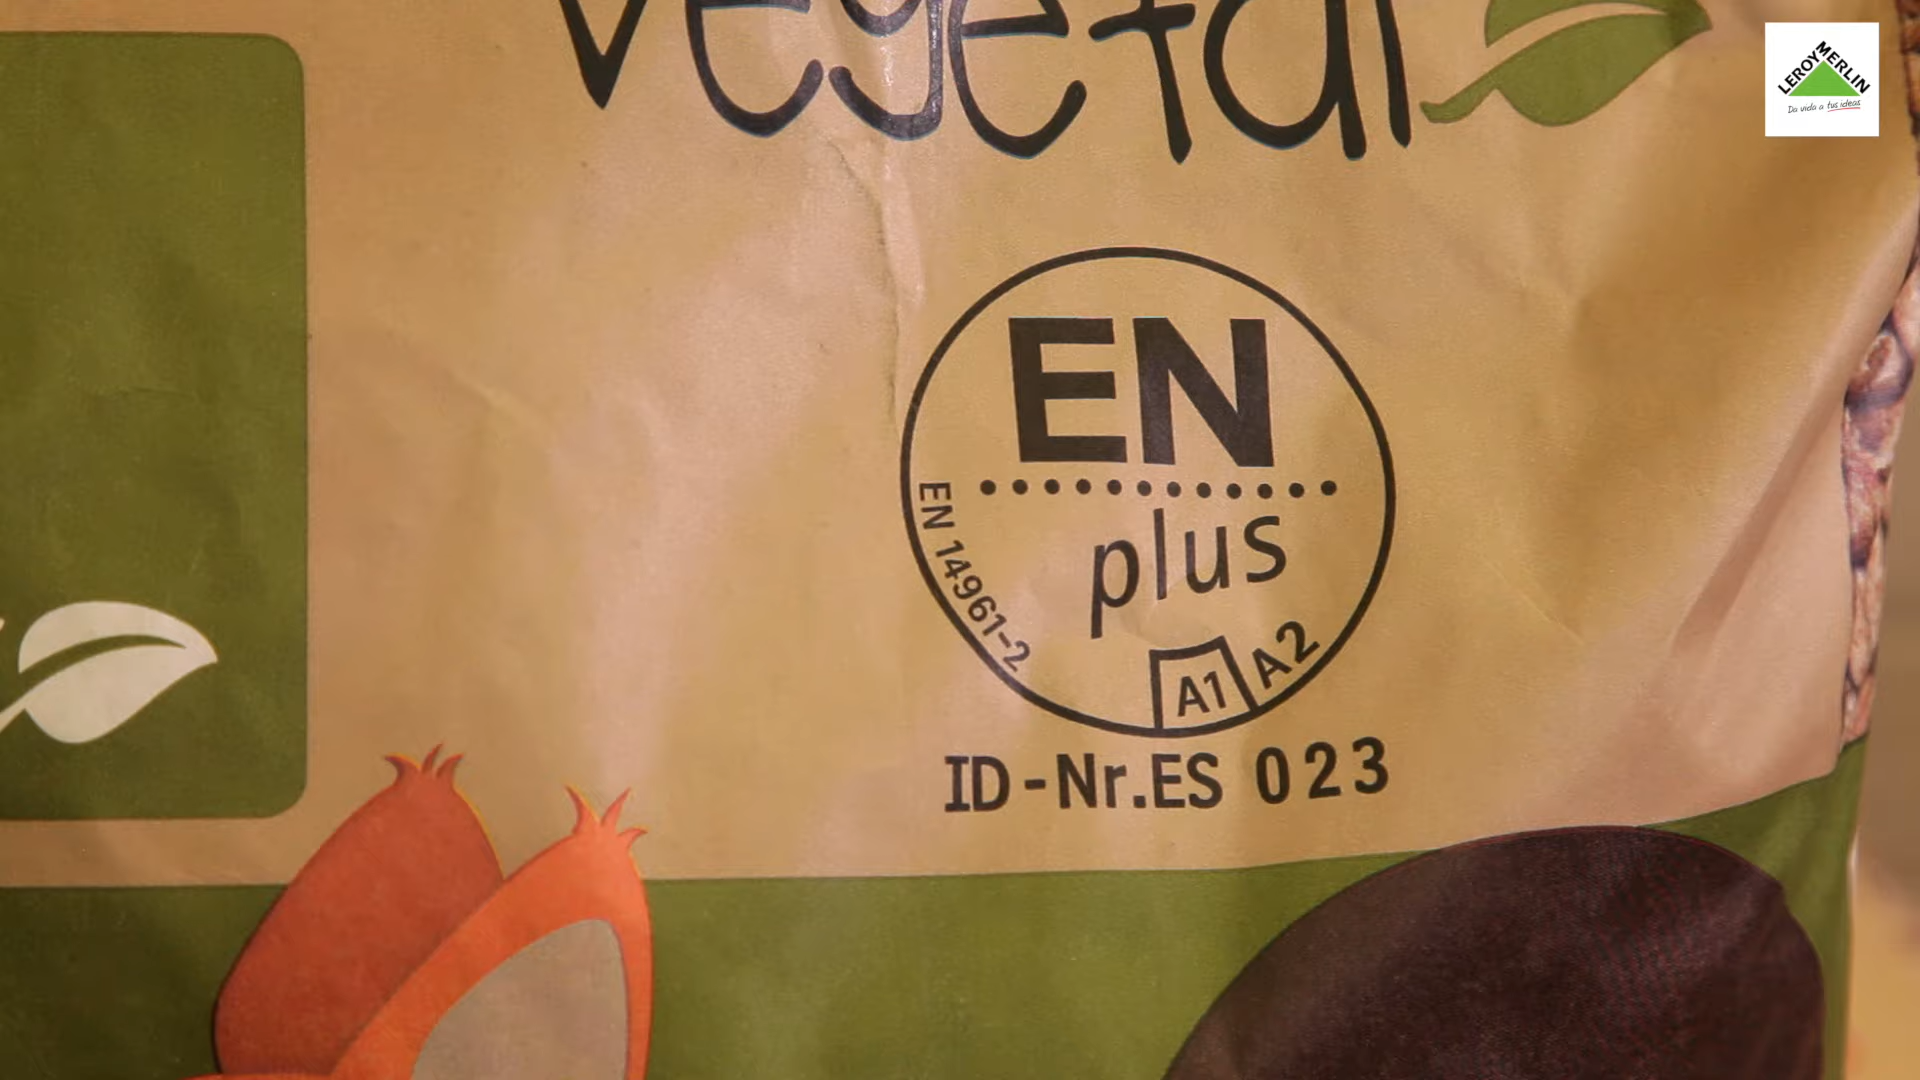 vegetal
LEROY MERLIN
Da vida a tus ideas
EN
plus
EN 14961-2
A1 A2
ID-Nr.ES 023